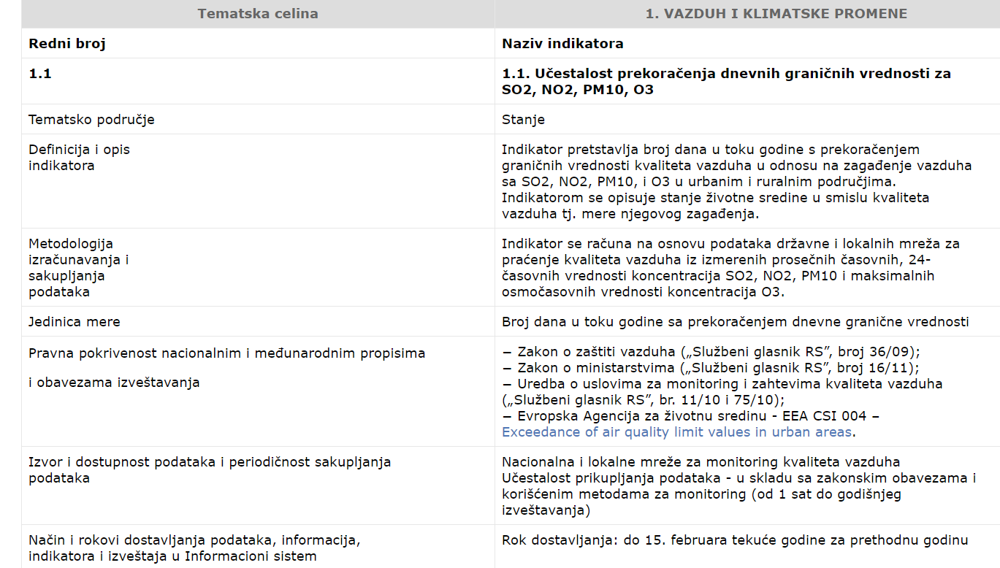 Tematska celina
1. VAZDUH I KLIMATSKE PROMENE
Redni broj
Naziv indikatora
1.1
1.1. Učestalost prekoračenja dnevnih graničnih vrednosti za
SO2, NO2, PM10, O3
Tematsko područje
Stanje
Definicija i opis
indikatora
Indikator pretstavlja broj dana u toku godine s prekoračenjem
graničnih vrednosti kvaliteta vazduha u odnosu na zagađenje vazduha
sa SO2, NO2, PM10, i O3 u urbanim i ruralnim područjima.
Indikatorom se opisuje stanje životne sredine u smislu kvaliteta
vazduha tj. mere njegovog zagađenja.
Metodologija
izračunavanja i
sakupljanja
podataka
Indikator se računa na osnovu podataka državne i lokalnih mreža za
praćenje kvaliteta vazduha iz izmerenih prosečnih časovnih, 24-
časovnih vrednosti koncentracija SO2, NO2, PM10 i maksimalnih
osmočasovnih vrednosti koncentracija O3.
Jedinica mere
Broj dana u toku godine sa prekoračenjem dnevne granične vrednosti
Pravna pokrivenost nacionalnim i međunarodnim propisima
i obavezama izveštavanja
− Zakon o zaštiti vazduha („Službeni glasnik RS”, broj 36/09);
− Zakon o ministarstvima („Službeni glasnik RS”, broj 16/11);
− Uredba o uslovima za monitoring i zahtevima kvaliteta vazduha
(„Službeni glasnik RS”, br. 11/10 i 75/10);
− Evropska Agencija za životnu sredinu - EEA CSI 004 –
Exceedance of air quality limit values in urban areas.
Izvor i dostupnost podataka i periodičnost sakupljanja
podataka
Nacionalna i lokalne mreže za monitoring kvaliteta vazduha
Učestalost prikupljanja podataka - u skladu sa zakonskim obavezama i
korišćenim metodama za monitoring (od 1 sat do godišnjeg
izveštavanja)
Način i rokovi dostavljanja podataka, informacija,
indikatora i izveštaja u Informacioni sistem
Rok dostavljanja: do 15. februara tekuće godine za prethodnu godinu